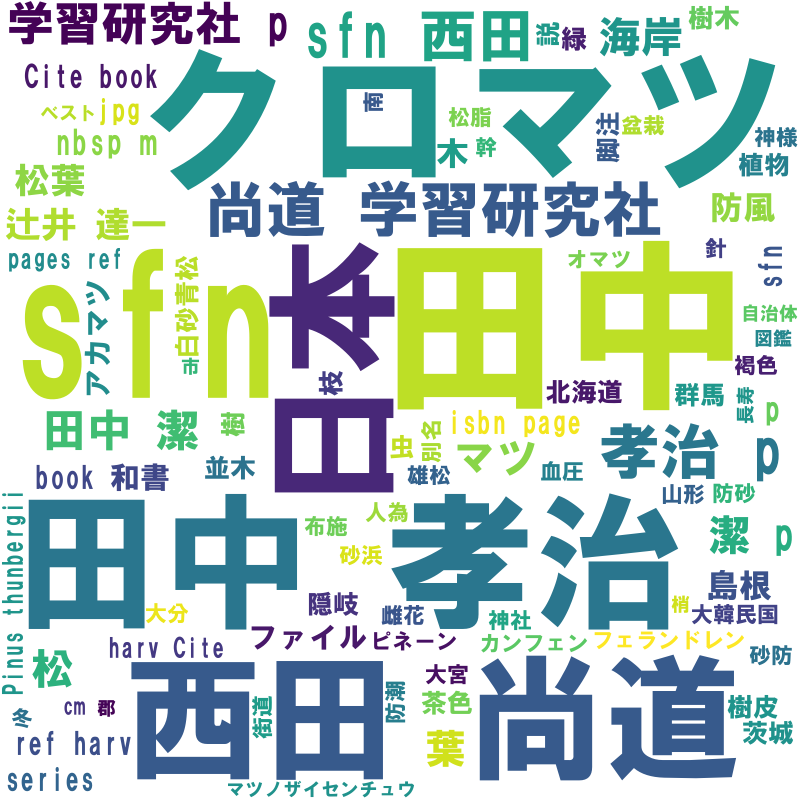 学習研究社 p
sfn
西田
説
緑
海岸
樹木
Cite book
クロマツ
ベスト
jpg
南
松脂
nbsp m
木
幹
圏注
盆栽
神様
植物
松葉
尚道 学習研究社
防風
辻井 達一
pages ref
sfn
白砂青松
日本
田中
オマツ
針
sfn
アカマツ
自治体
図鑑
市
枝
褐色
北海道
群馬
長寿
p
田中 潔
樹
別名
isbn page
虫
マツ
孝治 p
book 和書
並木
雄松
血圧
山形
防砂
Pinus thunbergii
田中
孝治
布施
人為
砂浜
潔 p
島根
大分
隠岐
雌花
神社
梢
大韓民国
harv Cite
ファイル
ピネーン
カンフェン
フェランドレン
砂防
松
西田
尚道
大宮
cm
郡
冬
街道
防潮
茶色
樹皮
茨城
ref harv
葉
series
マツノザイセンチュウ